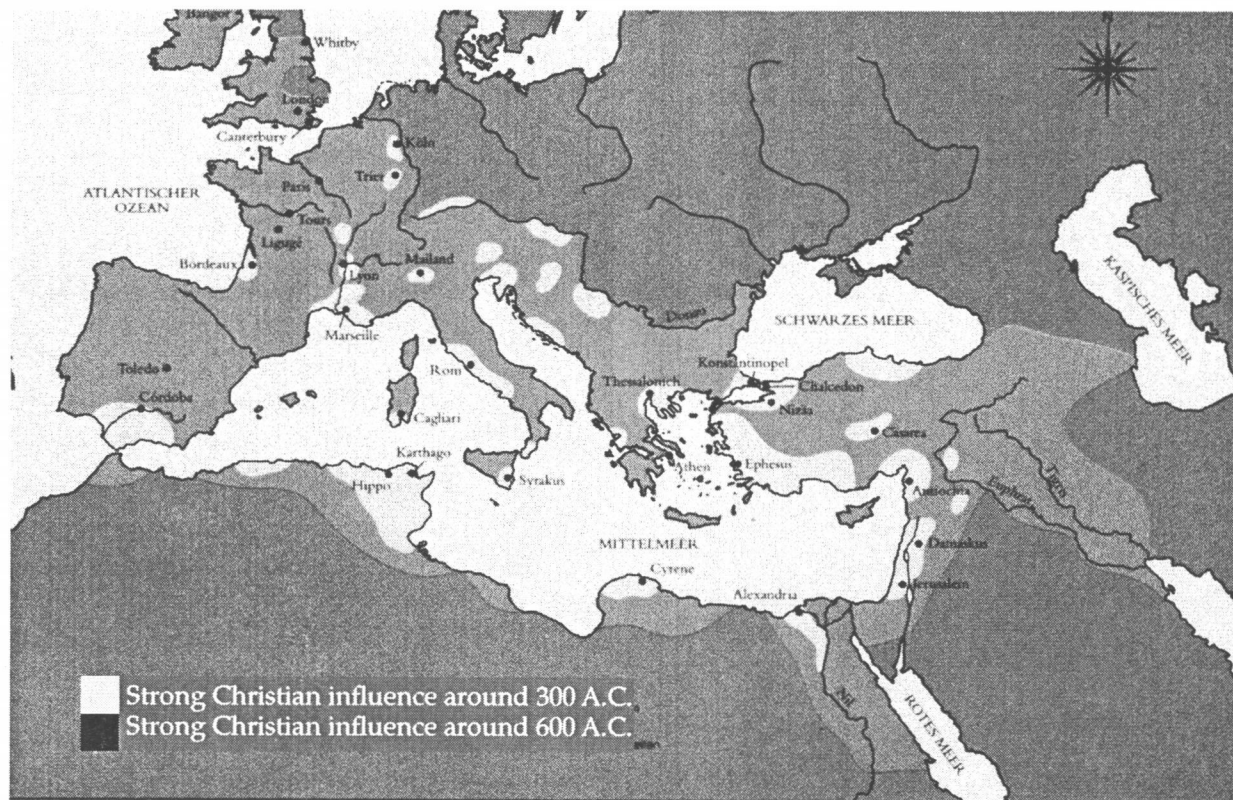 Bangor
Whitby
London
Canterbury
Köln
Trier
ATLANTISCHER
OZEAN
Paris
Tours
Ligugé
Bordeaux
Lyon
Mailand
Marseille
Donau
SCHWARZES MEER
KASPISCHES MEER
Toledo
Córdoba
Rom
Cagliari
Karthago
Hippo
Syrakus
Konstantinopel
Thessalonich
Chalcedon
Nizäa
Cäsarea
Athen
Ephesus
Antiochia
Euphrat
Tigris
Damaskus
MITTELMEER
Cyrene
Alexandria
Jerusalem
Nil
ROTES MEER
Strong Christian influence around 300 A.C.
Strong Christian influence around 600 A.C.